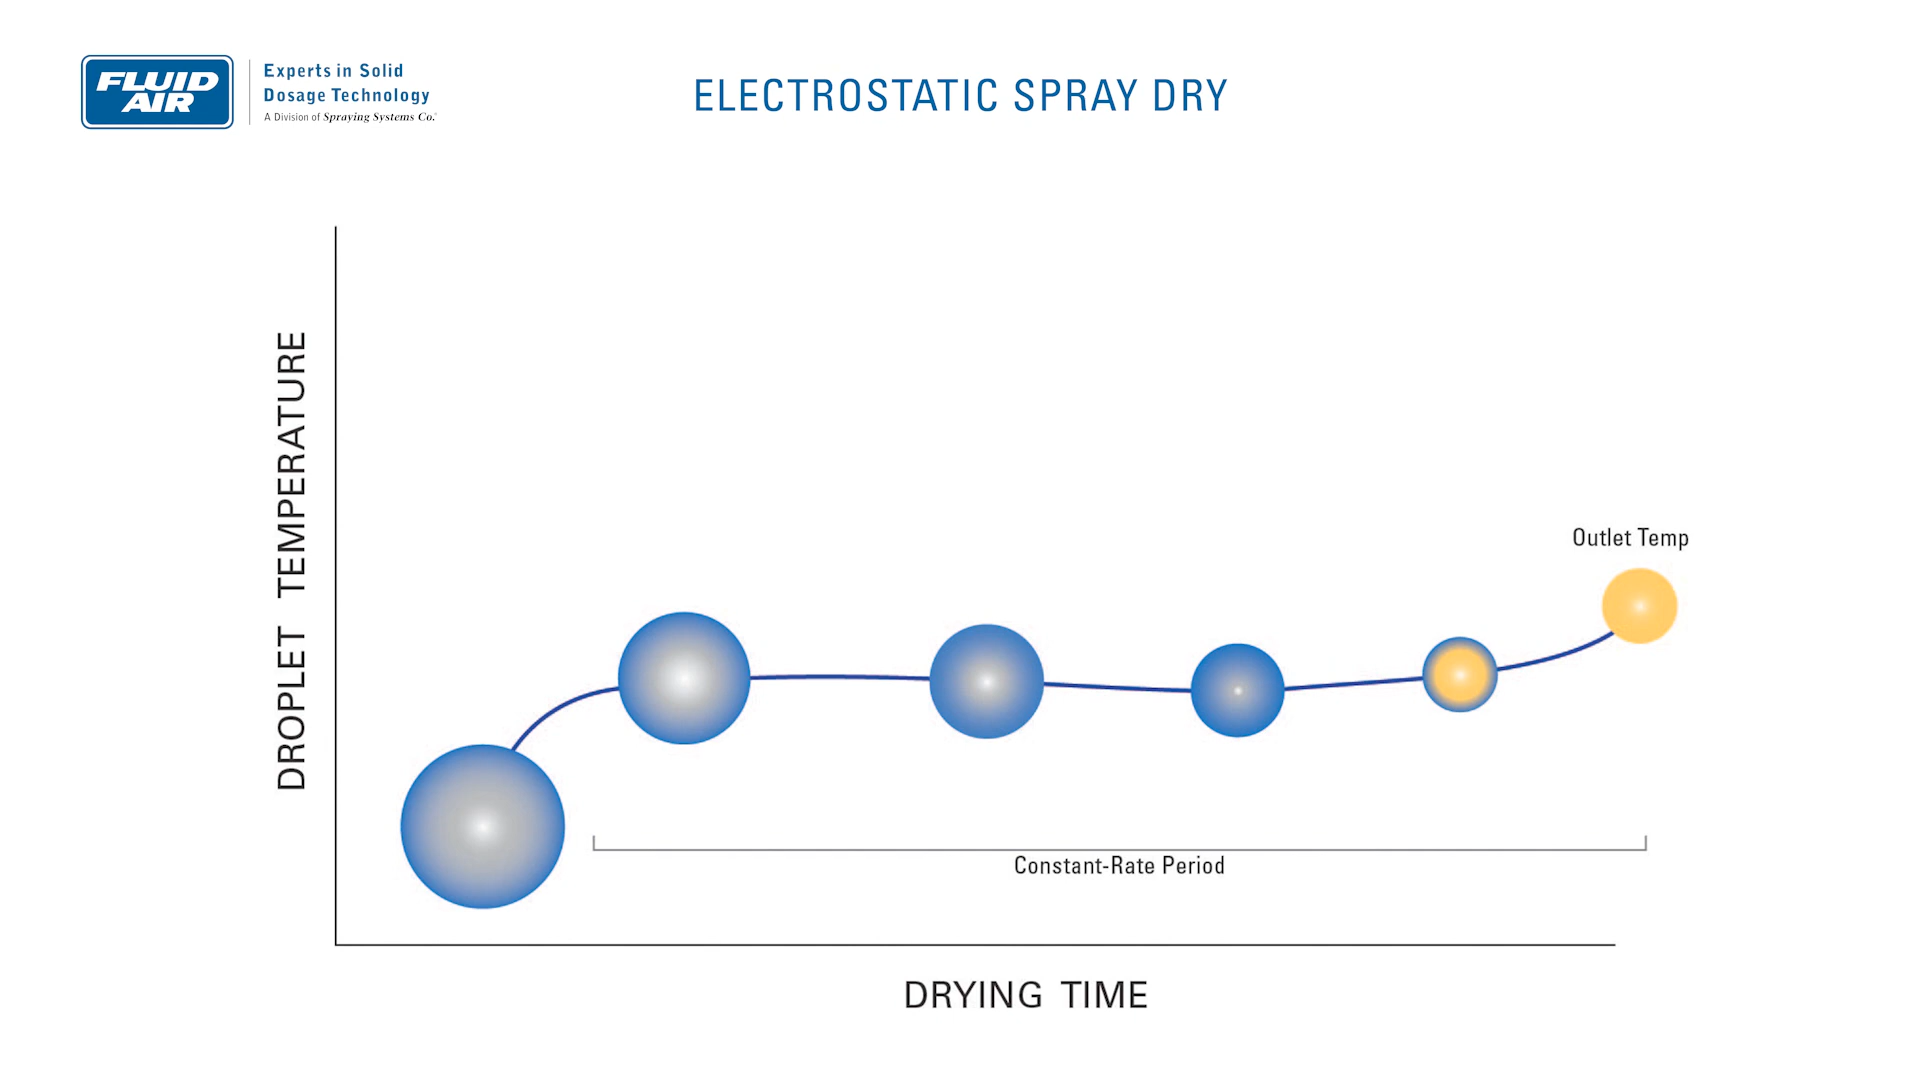 FLUID
AIR
Experts in Solid
Dosage Technology
A Division of Spraying Systems Co.
ELECTROSTATIC SPRAY DRY
DROPLET TEMPERATURE
Outlet Temp
Constant-Rate Period
DRYING TIME